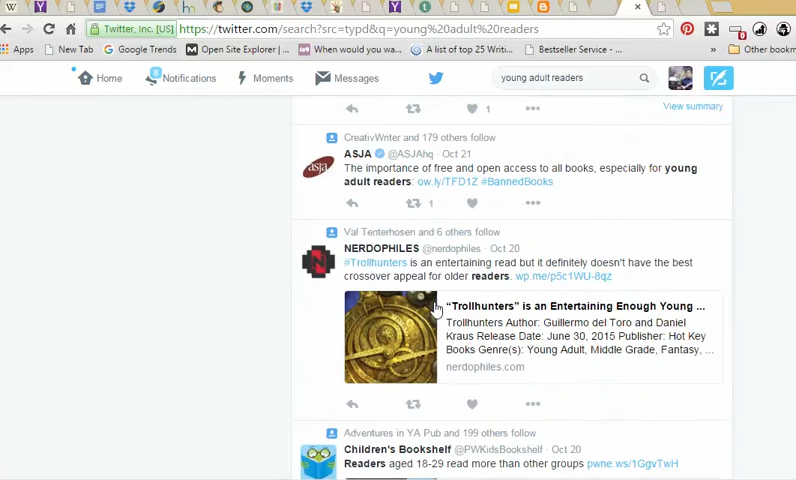 Twitter, Inc. [US]
https://twitter.com/search?src=typd&q=young%20adult%20readers
Apps
New Tab
Google Trends
Open Site Explorer | ...
When would you wa...
A list of top 25 Writi...
Bestseller Service - ...
»
Other bookm
Home
8
Notifications
Moments
Messages
young adult readers
1
View summary
CreativWriter and 179 others follow
ASJA @ASJAhq · Oct 21
The importance of free and open access to all books, especially for young
adult readers: ow.ly/TFD1Z #BannedBooks
1
Val Tenterhosen and 6 others follow
NERDOPHILES @nerdophiles · Oct 20
#Trollhunters is an entertaining read but it definitely doesn't have the best
crossover appeal for older readers. wp.me/p5c1WU-8qz
“Trollhunters” is an Entertaining Enough Young ...
Trollhunters Author: Guillermo del Toro and Daniel
Kraus Release Date: June 30, 2015 Publisher: Hot Key
Books Genre(s): Young Adult, Middle Grade, Fantasy, ...
nerdophiles.com
Adventures in YA Pub and 199 others follow
Children's Bookshelf @PWKidsBookshelf · Oct 20
Readers aged 18-29 read more than other groups pwne.ws/1GgvTwH